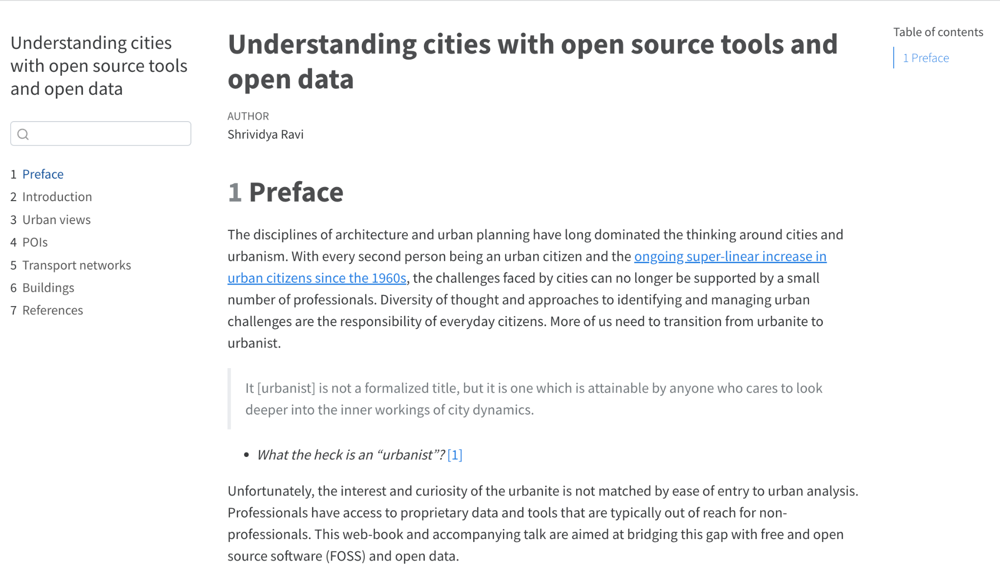 Understanding cities
with open source tools
and open data
1 Preface
2 Introduction
3 Urban views
4 POIs
5 Transport networks
6 Buildings
7 References
Understanding cities with open source tools and
open data
AUTHOR
Shrividya Ravi
1 Preface
The disciplines of architecture and urban planning have long dominated the thinking around cities and
urbanism. With every second person being an urban citizen and the ongoing super-linear increase in
urban citizens since the 1960s, the challenges faced by cities can no longer be supported by a small
number of professionals. Diversity of thought and approaches to identifying and managing urban
challenges are the responsibility of everyday citizens. More of us need to transition from urbanite to
urbanist.
It [urbanist] is not a formalized title, but it is one which is attainable by anyone who cares to look
deeper into the inner workings of city dynamics.
• What the heck is an “urbanist”? [1]
Unfortunately, the interest and curiosity of the urbanite is not matched by ease of entry to urban analysis.
Professionals have access to proprietary data and tools that are typically out of reach for non-
professionals. This web-book and accompanying talk are aimed at bridging this gap with free and open
source software (FOSS) and open data.
Table of contents
1 Preface